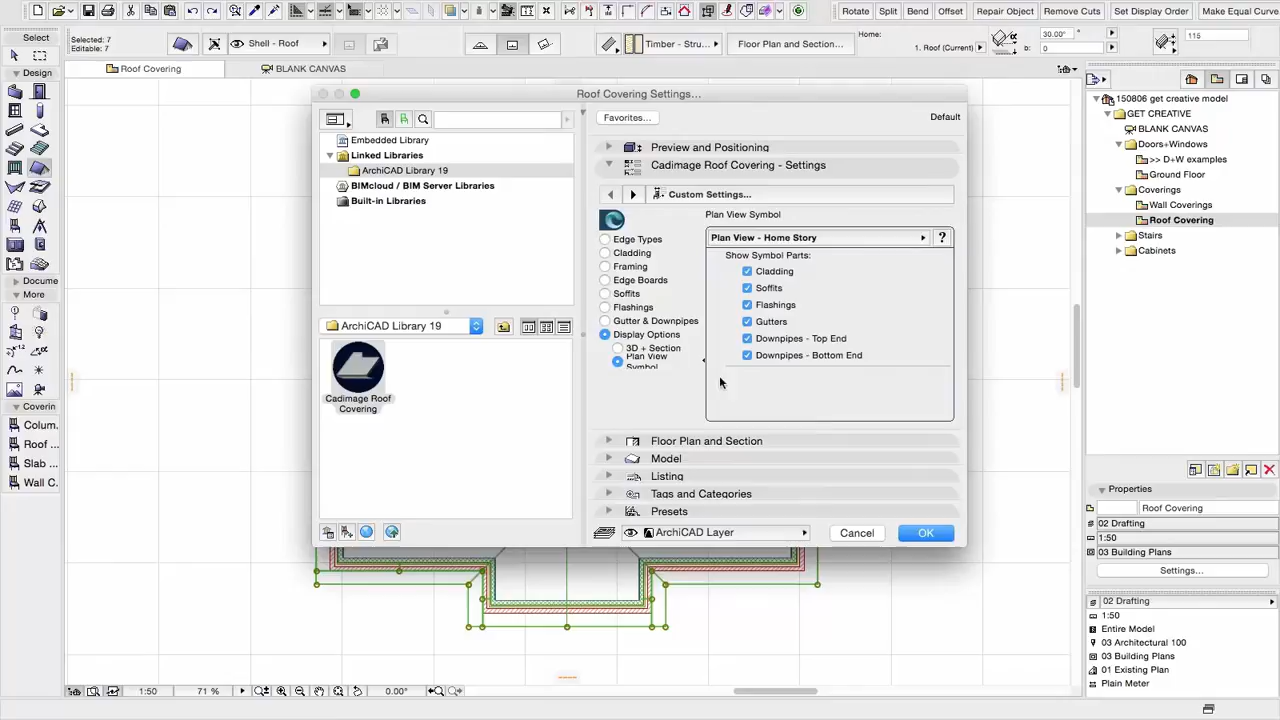 Rotate
Split
Bend
Offset
Repair Object
Remove Cuts
Set Display Order
Make Equal Curve
Select
Selected: 7
Editable: 7
Shell - Roof
Timber - Stru...
Floor Plan and Section...
Home:
1. Roof (Current)
30.00°
b:
0
115
Design
Roof Covering
BLANK CANVAS
Roof Covering Settings...
Favorites...
Default
Embedded Library
Linked Libraries
ArchiCAD Library 19
BIMcloud / BIM Server Libraries
Built-in Libraries
Preview and Positioning
Cadimage Roof Covering - Settings
Custom Settings...
Plan View Symbol
Edge Types
Cladding
Framing
Edge Boards
Soffits
Flashings
Gutter & Downpipes
Display Options
3D + Section
Plan View
Symbol
Plan View - Home Story
?
Show Symbol Parts:
Cladding
Soffits
Flashings
Gutters
Downpipes - Top End
Downpipes - Bottom End
ArchiCAD Library 19
Cadimage Roof
Covering
Floor Plan and Section
Model
Listing
Tags and Categories
Presets
ArchiCAD Layer
Cancel
OK
Docume
More
Coverin
Colum...
Roof ...
Slab ...
Wall C.
150806 get creative model
GET CREATIVE
BLANK CANVAS
Doors+Windows
>> D+W examples
Ground Floor
Coverings
Wall Coverings
Roof Covering
Stairs
Cabinets
Properties
Roof Covering
02 Drafting
1:50
03 Building Plans
Settings...
02 Drafting
1:50
Entire Model
03 Architectural 100
03 Building Plans
01 Existing Plan
Plain Meter
1:50
71 %
0.00°